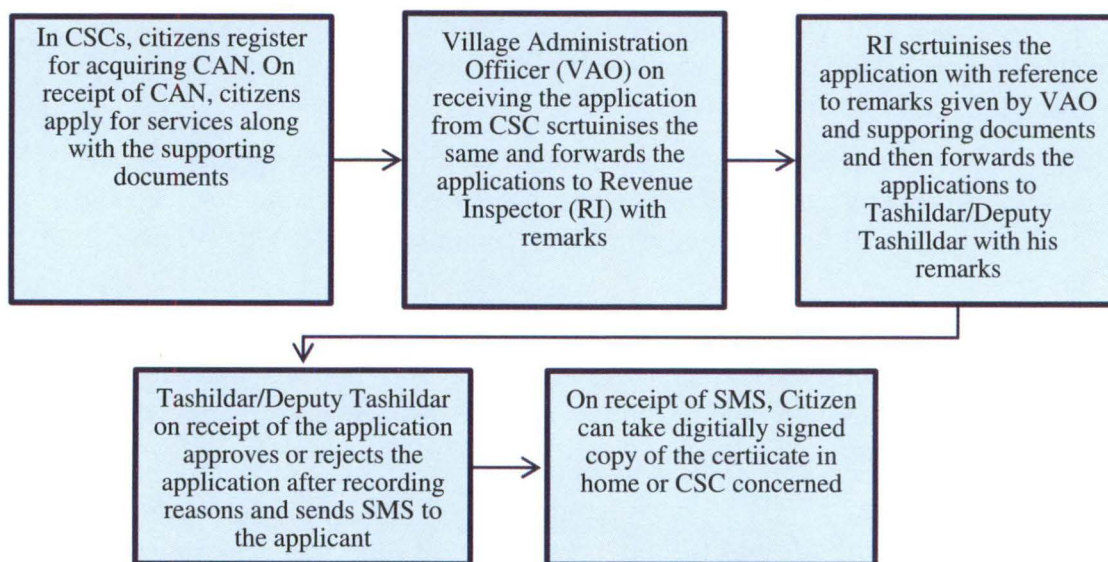 In CSCs, citizens register
for acquiring CAN. On
receipt of CAN, citizens
apply for services along
with the supporting
documents
Village Administration
Offiicer (VAO) on
receiving the application
from CSC scrtuinises the
same and forwards the
applications to Revenue
Inspector (RI) with
remarks
RI scrtuinises the
application with reference
to remarks given by VAO
and supporing documents
and then forwards the
applications to
Tashildar/Deputy
Tashilldar with his
remarks
Tashildar/Deputy Tashildar
on receipt of the application
approves or rejects the
application after recording
reasons and sends SMS to
the applicant
On receipt of SMS, Citizen
can take digitially signed
copy of the certiicate in
home or CSC concerned